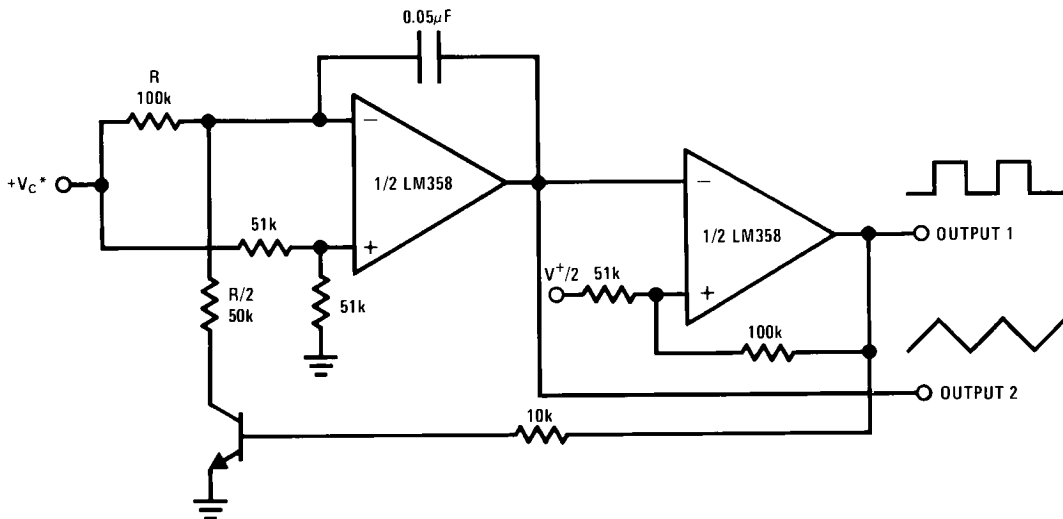 0.05μF
R
100k
+VC*
−
1/2 LM358
+
51k
51k
R/2
50k
−
1/2 LM358
+
V+/2
51k
100k
OUTPUT 1
OUTPUT 2
10k